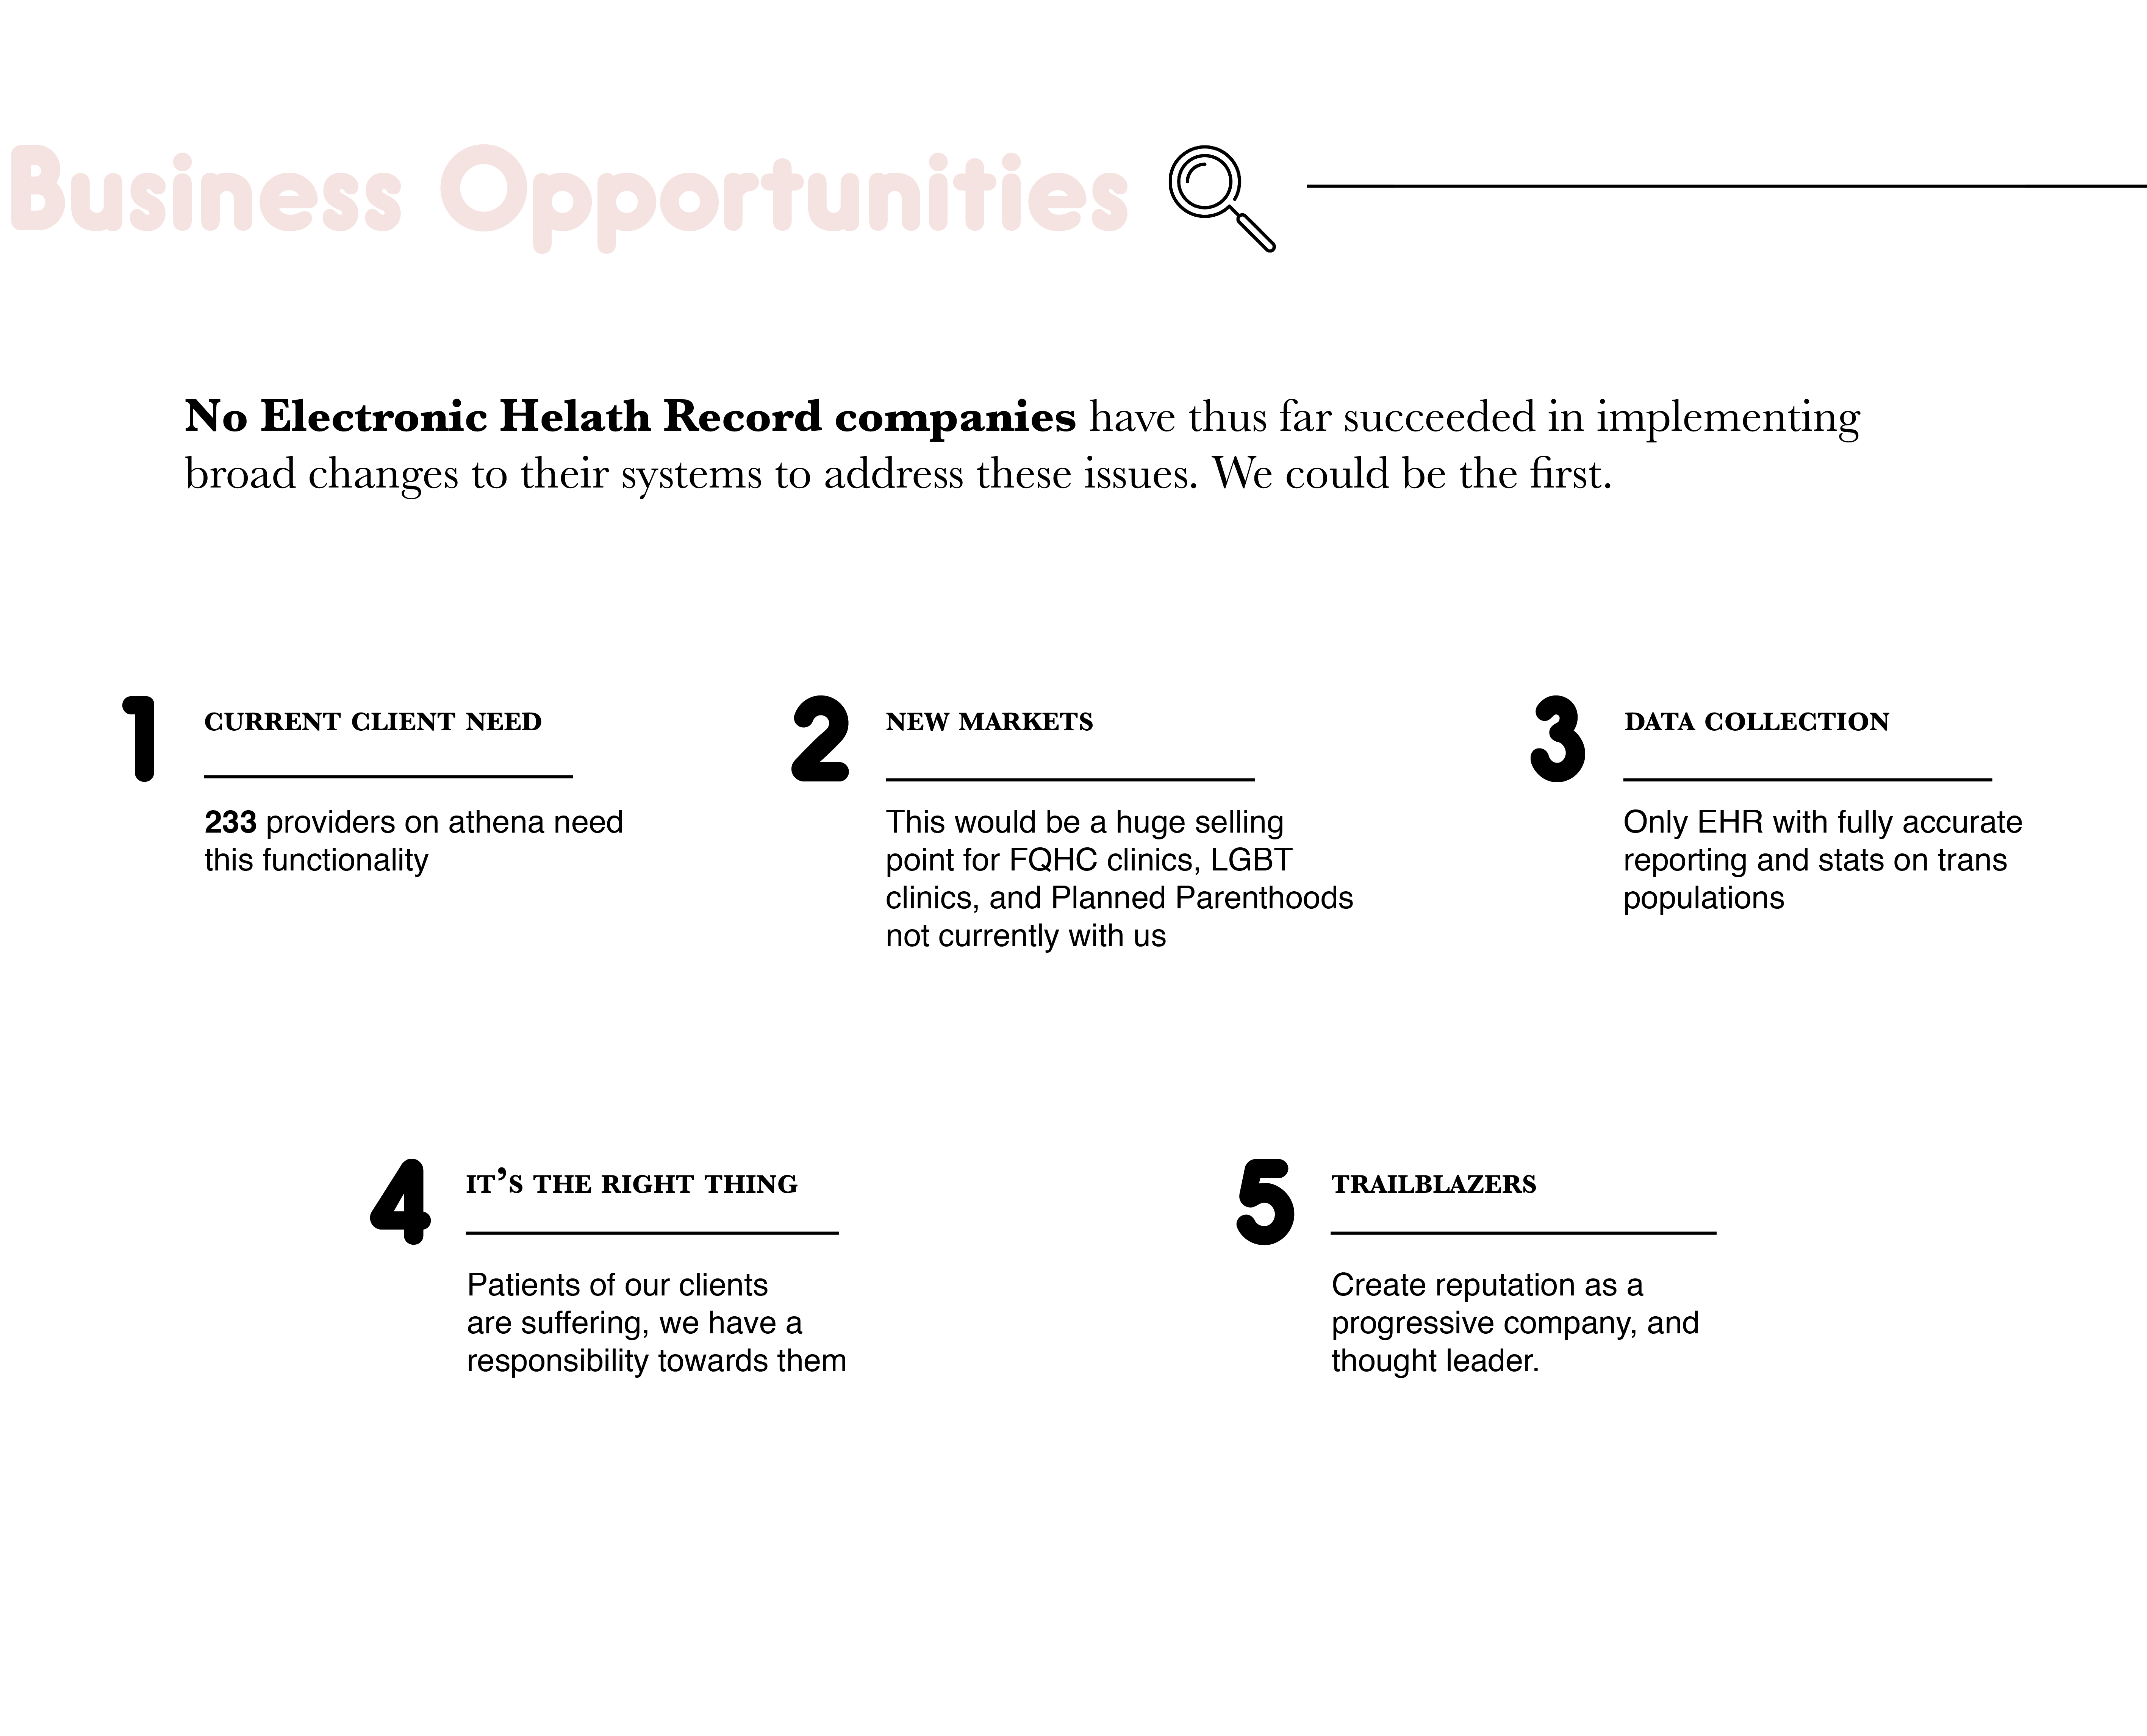 Business Opportunities
No Electronic Helath Record companies have thus far succeeded in implementing
broad changes to their systems to address these issues. We could be the first.
1
CURRENT CLIENT NEED
233 providers on athena need
this functionality
2
NEW MARKETS
This would be a huge selling
point for FQHC clinics, LGBT
clinics, and Planned Parenthoods
not currently with us
3
DATA COLLECTION
Only EHR with fully accurate
reporting and stats on trans
populations
4
IT’S THE RIGHT THING
Patients of our clients
are suffering, we have a
responsibility towards them
5
TRAILBLAZERS
Create reputation as a
progressive company, and
thought leader.